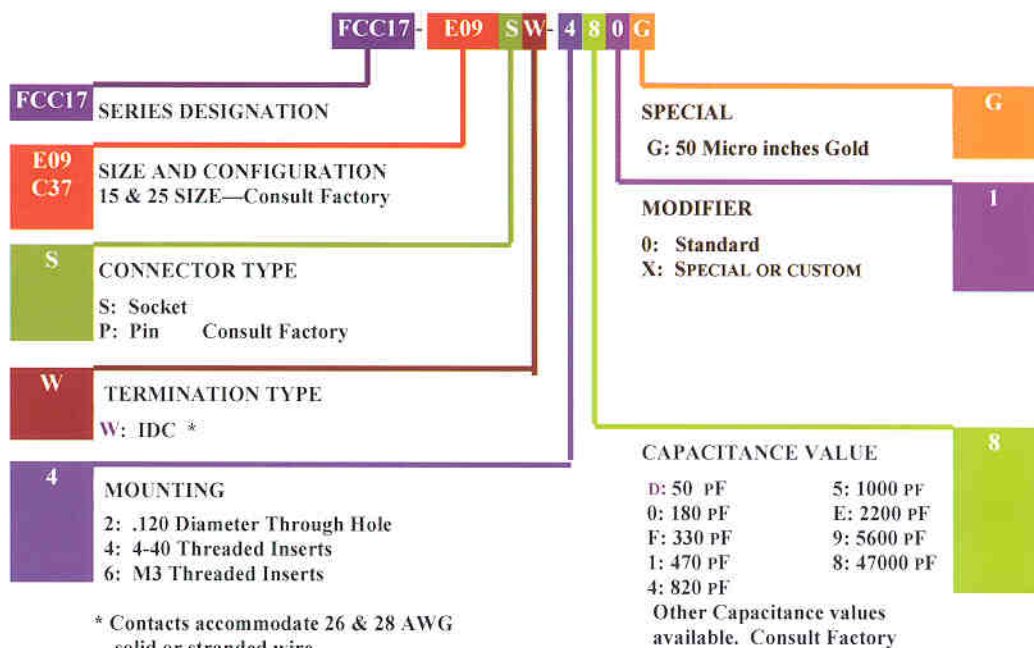 FCC17- E09 S W- 4 8 0 G
FCC17
SERIES DESIGNATION
E09
C37
SIZE AND CONFIGURATION
15 & 25 SIZE—Consult Factory
S
CONNECTOR TYPE
S: Socket
P: Pin Consult Factory
W
TERMINATION TYPE
W: IDC *
4
MOUNTING
2: .120 Diameter Through Hole
4: 4-40 Threaded Inserts
6: M3 Threaded Inserts
* Contacts accommodate 26 & 28 AWG
solid or stranded wire
SPECIAL
G: 50 Micro inches Gold
G
MODIFIER
0: Standard
X: SPECIAL OR CUSTOM
1
CAPACITANCE VALUE
8
D: 50 PF 5: 1000 PF
0: 180 PF E: 2200 PF
F: 330 PF 9: 5600 PF
1: 470 PF 8: 47000 PF
4: 820 PF
Other Capacitance values
available. Consult Factory